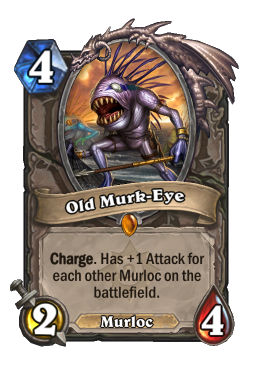 4
Old Murk-Eye
Charge. Has +1 Attack for
each other Murloc on the
battlefield.
2
Murloc
4